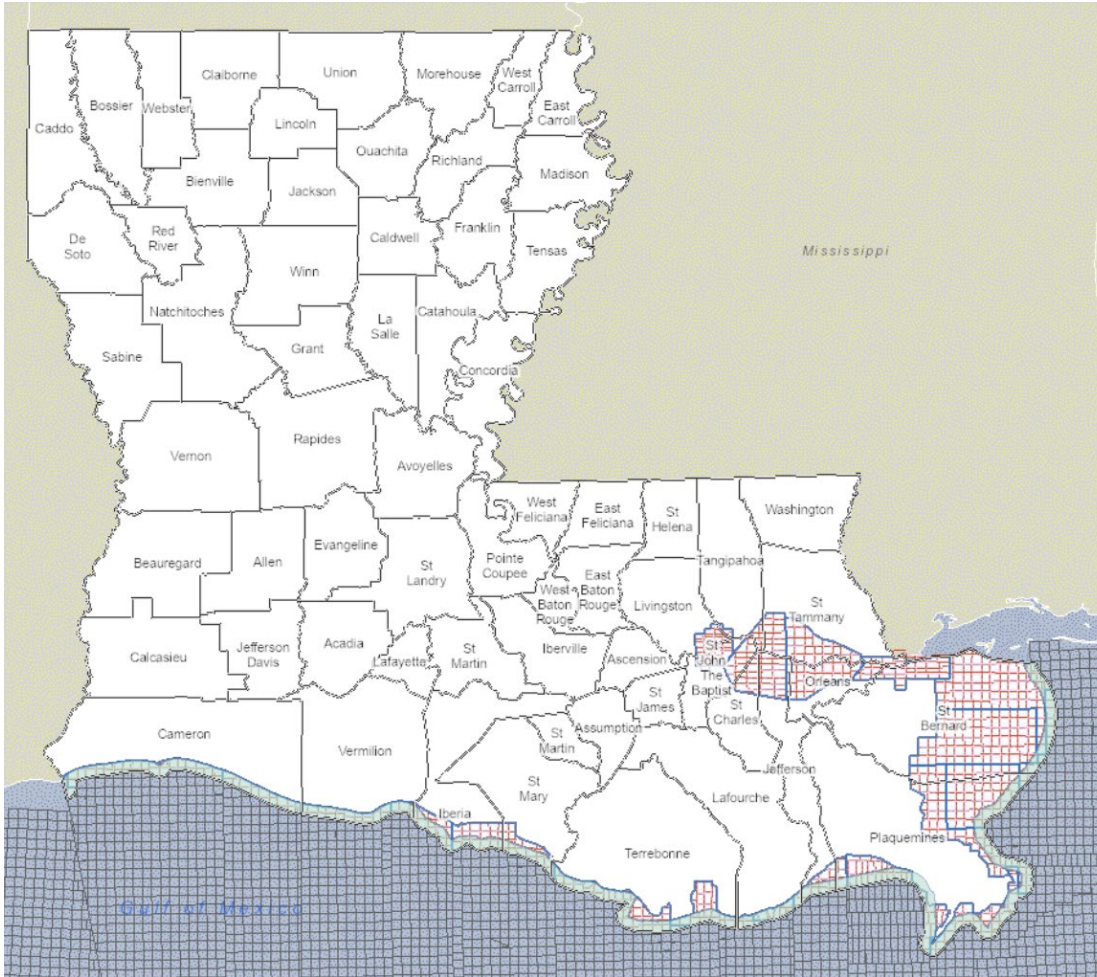 Claiborne
Union
Morehouse
West
Carroll
Bossier
Webster
East
Carroll
Caddo
Lincoln
Ouachita
Richland
Madison
Bienville
Jackson
De
Soto
Red
River
Caldwell
Franklin
Tensas
Mississippi
Winn
Natchitoches
La
Salle
Catahoula
Sabine
Grant
Concordia
Rapides
Vernon
Avoyelles
West
Feliciana
East
Feliciana
St
Helena
Washington
Beauregard
Allen
Evangeline
St
Landry
Pointe
Coupee
Tangipahoa
West
Baton
Rouge
East
Baton
Rouge
Livingston
St
Tammany
Calcasieu
Jefferson
Davis
Acadia
Lafayette
St
Martin
Iberville
Ascension
St
John
The
Baptist
Orleans
St
James
St
Charles
St
Bernard
Cameron
Vermilion
St
Martin
Assumption
Jefferson
St
Mary
Lafourche
Iberia
Terrebonne
Plaquemines
Gulf of Mexico